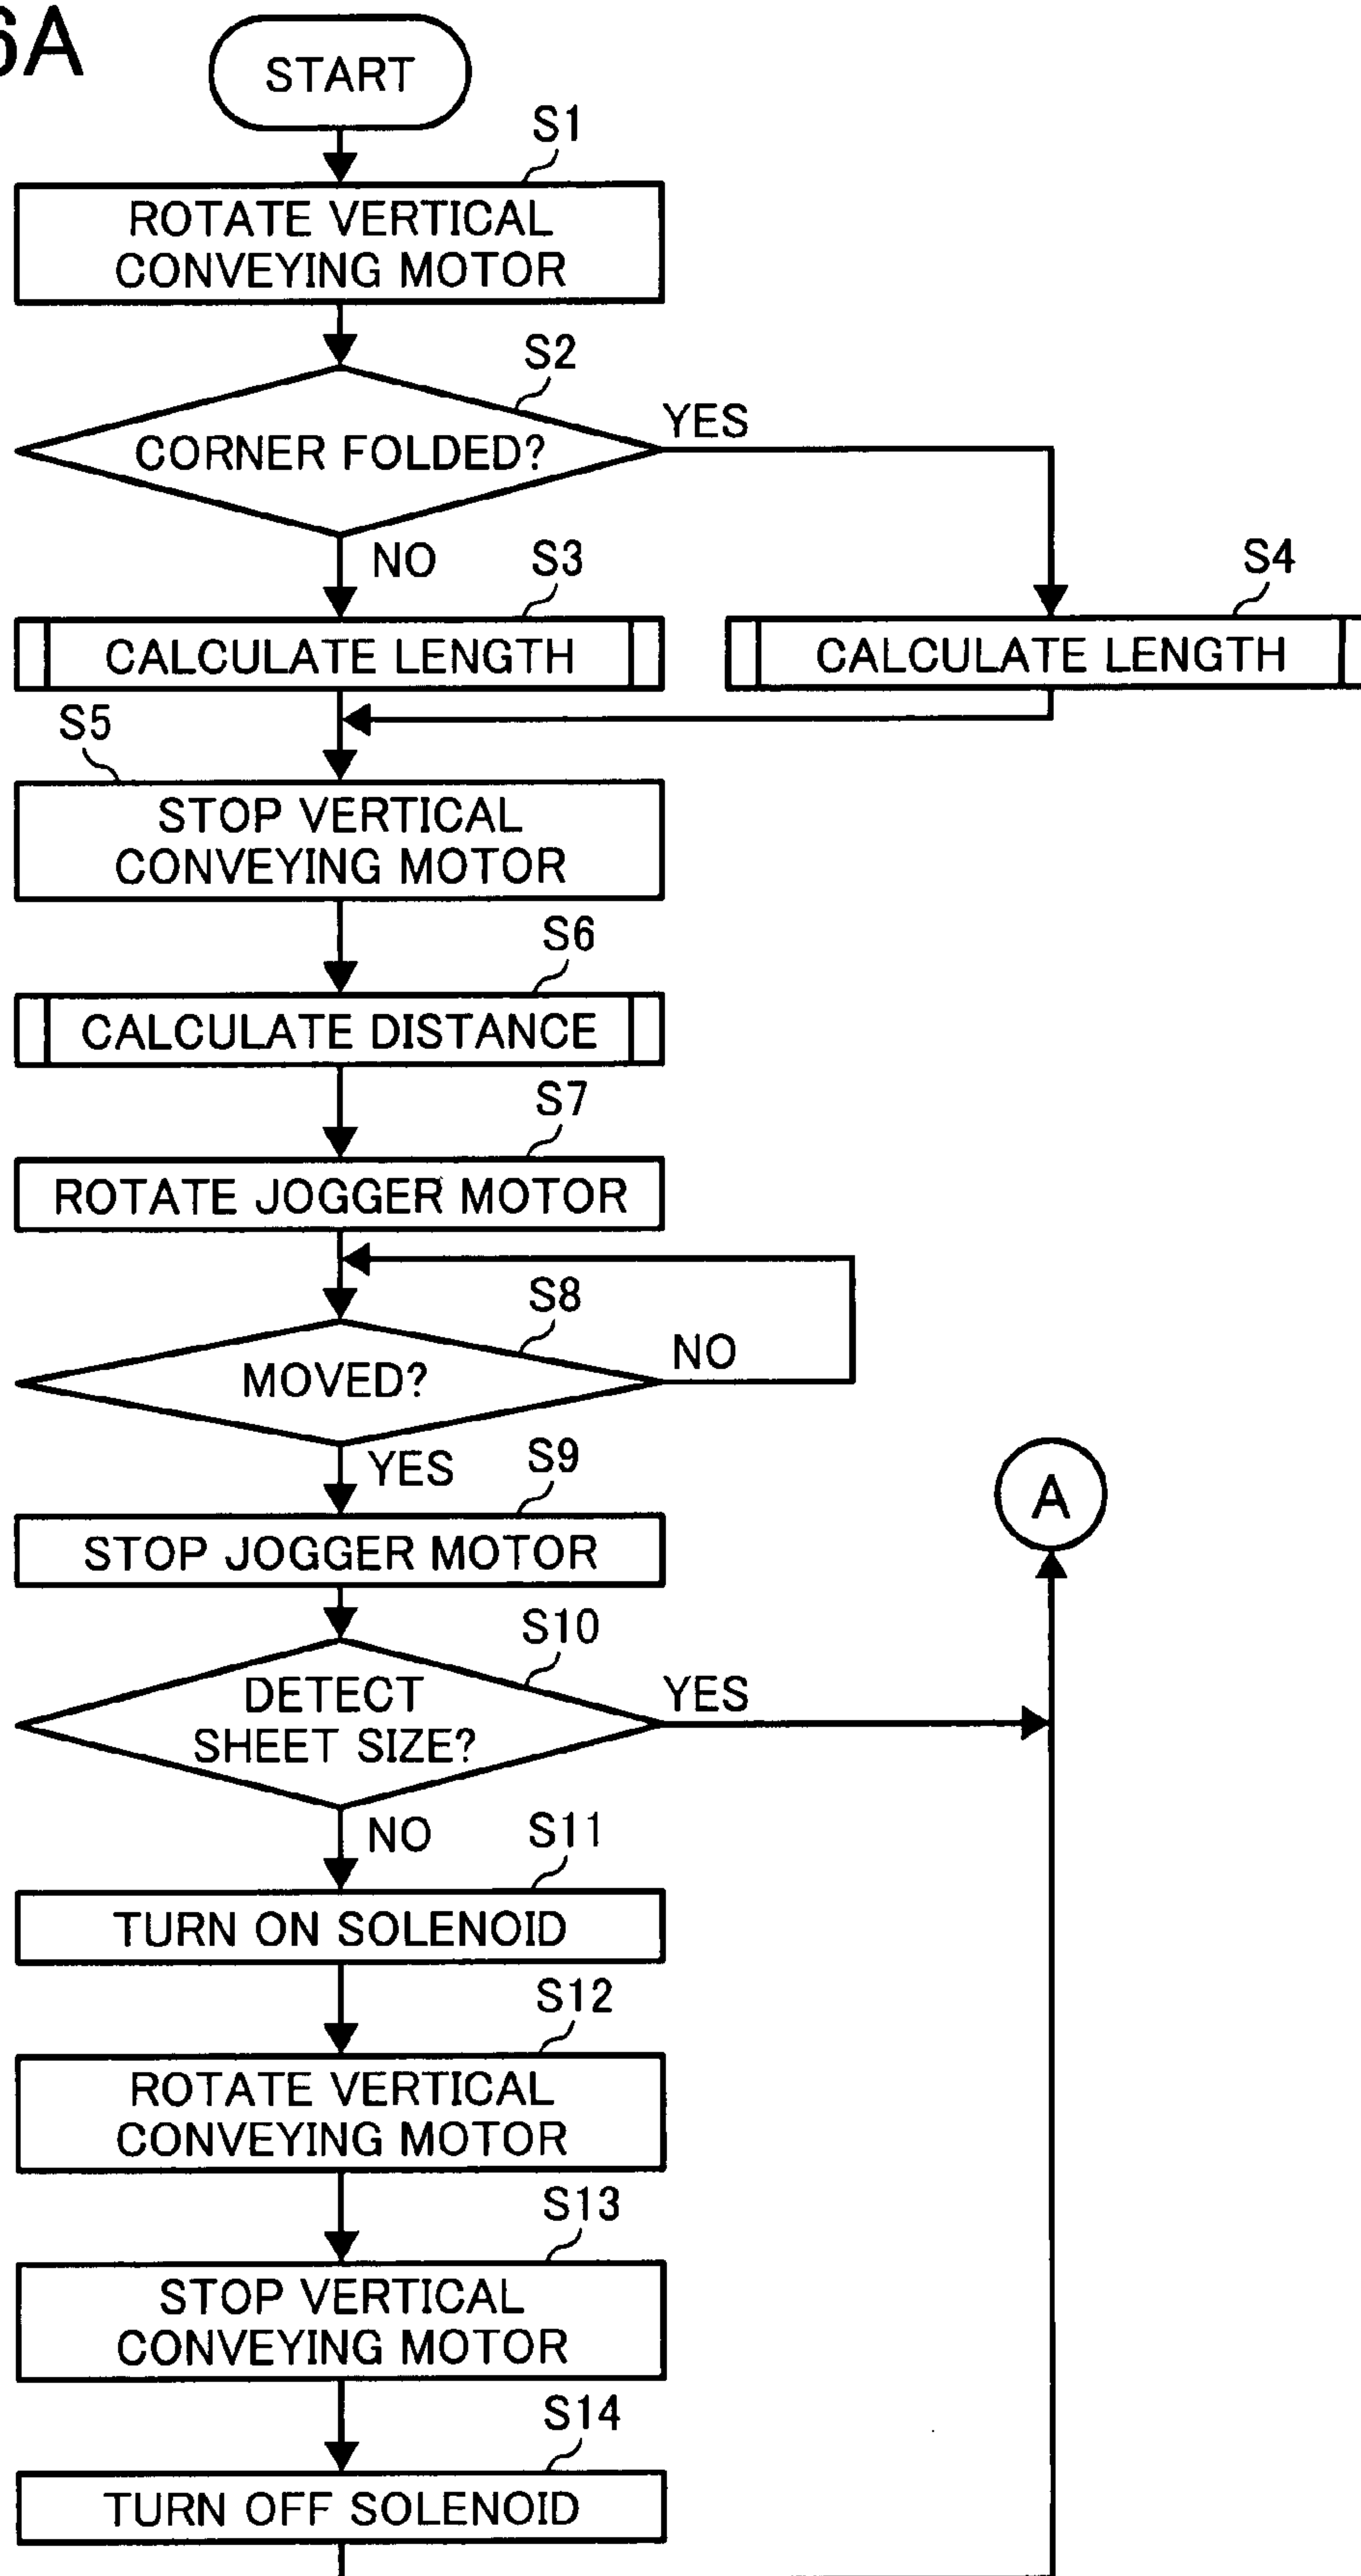 6A
START
S1
ROTATE VERTICAL
CONVEYING MOTOR
S2
CORNER FOLDED?
YES
NO
S3
CALCULATE LENGTH
S4
CALCULATE LENGTH
S5
STOP VERTICAL
CONVEYING MOTOR
S6
CALCULATE DISTANCE
S7
ROTATE JOGGER MOTOR
S8
MOVED?
NO
YES
S9
STOP JOGGER MOTOR
A
S10
DETECT
SHEET SIZE?
YES
NO
S11
TURN ON SOLENOID
S12
ROTATE VERTICAL
CONVEYING MOTOR
S13
STOP VERTICAL
CONVEYING MOTOR
S14
TURN OFF SOLENOID